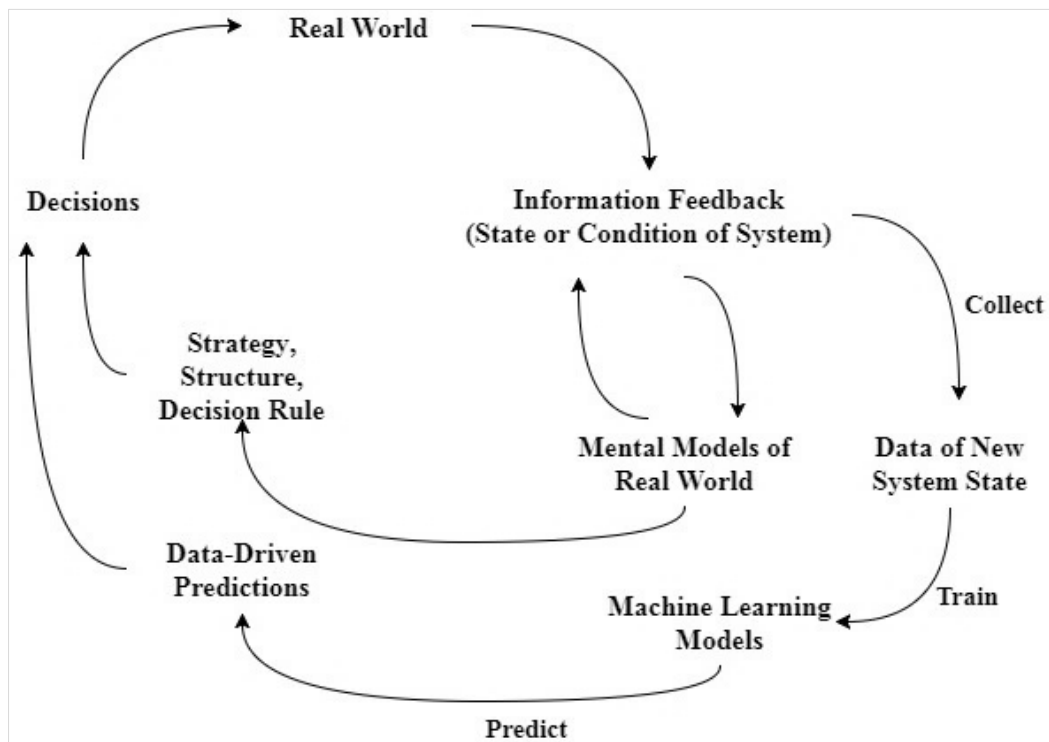 Real World
Decisions
Information Feedback
(State or Condition of System)
Collect
Strategy,
Structure,
Decision Rule
Mental Models of
Real World
Data of New
System State
Data-Driven
Predictions
Machine Learning
Models
Train
Predict